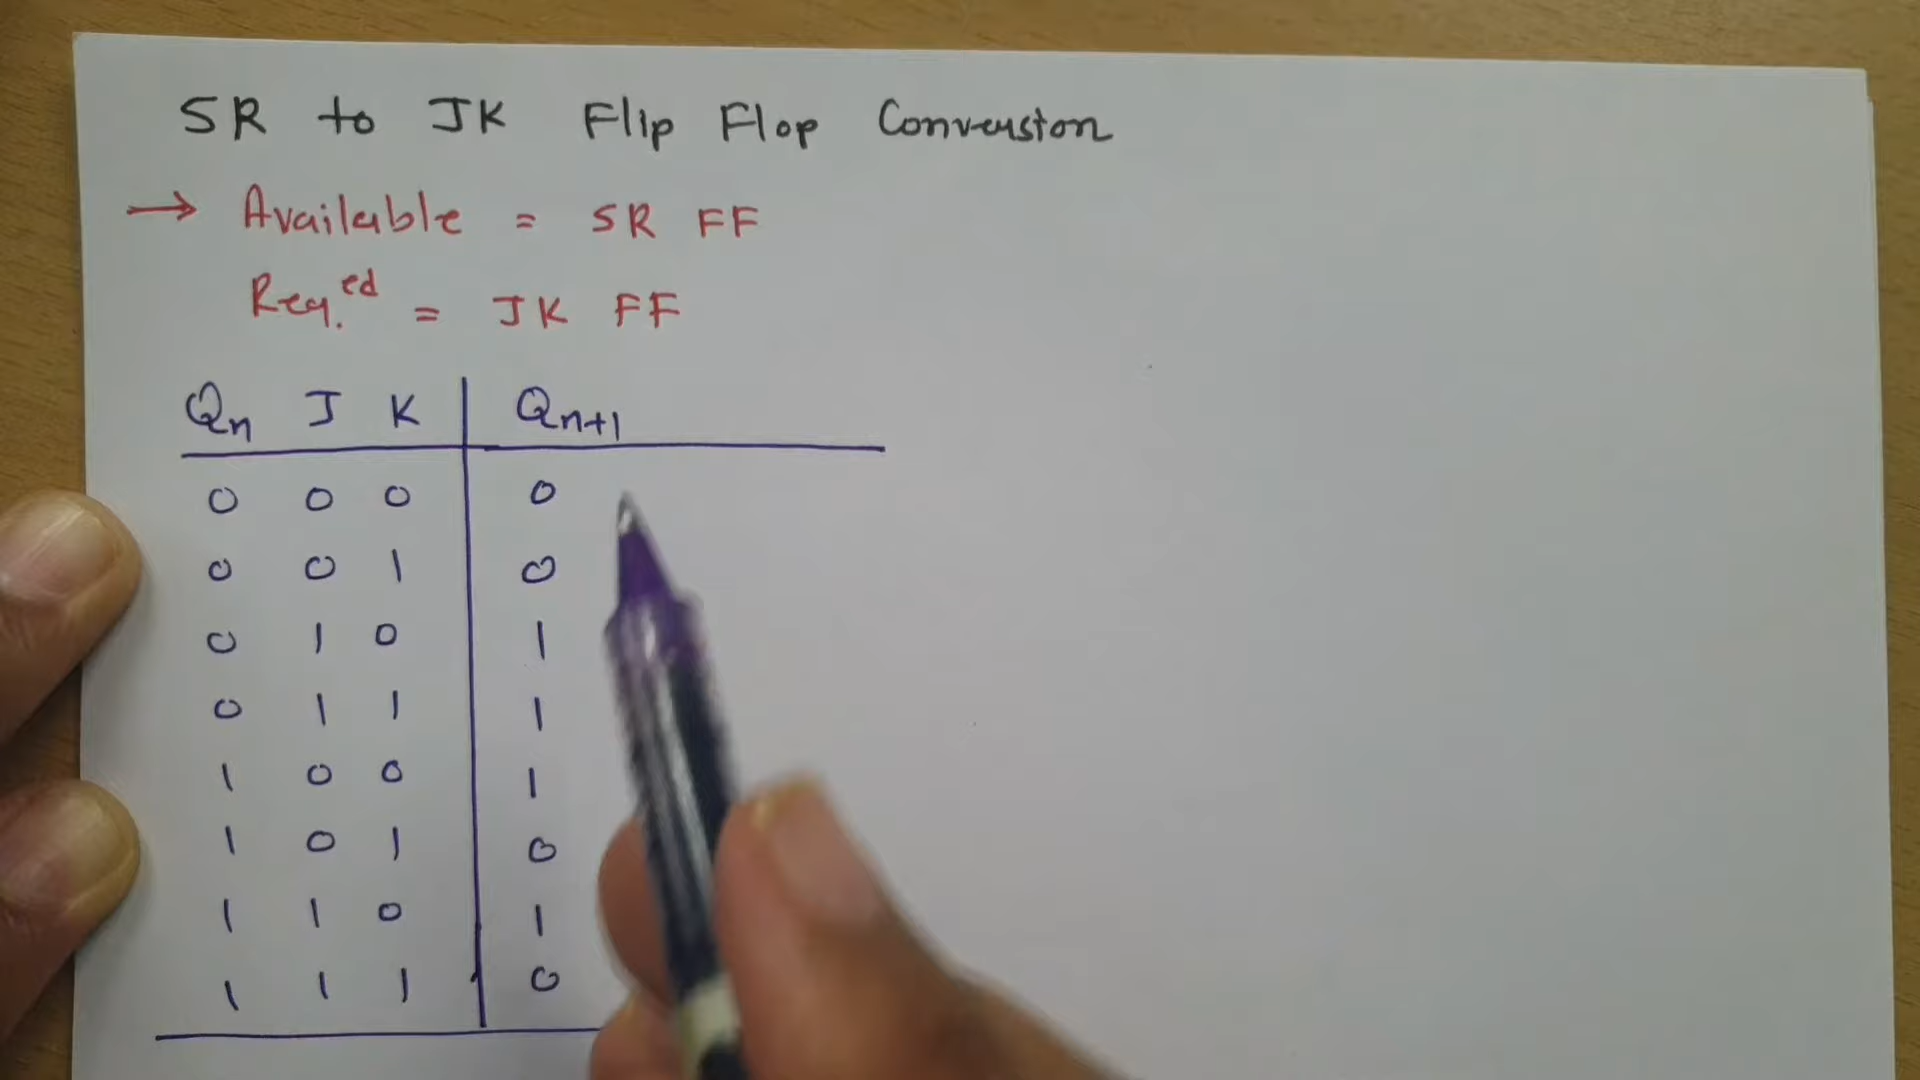 SR to JK Flip Flop Conversion
→ Available = SR FF
Req.ed = JK FF
Qn J K Qn+1
0 0 0 0
0 0 1 0
0 1 0 1
0 1 1 1
1 0 0 1
1 0 1 0
1 1 0 1
1 1 1 0